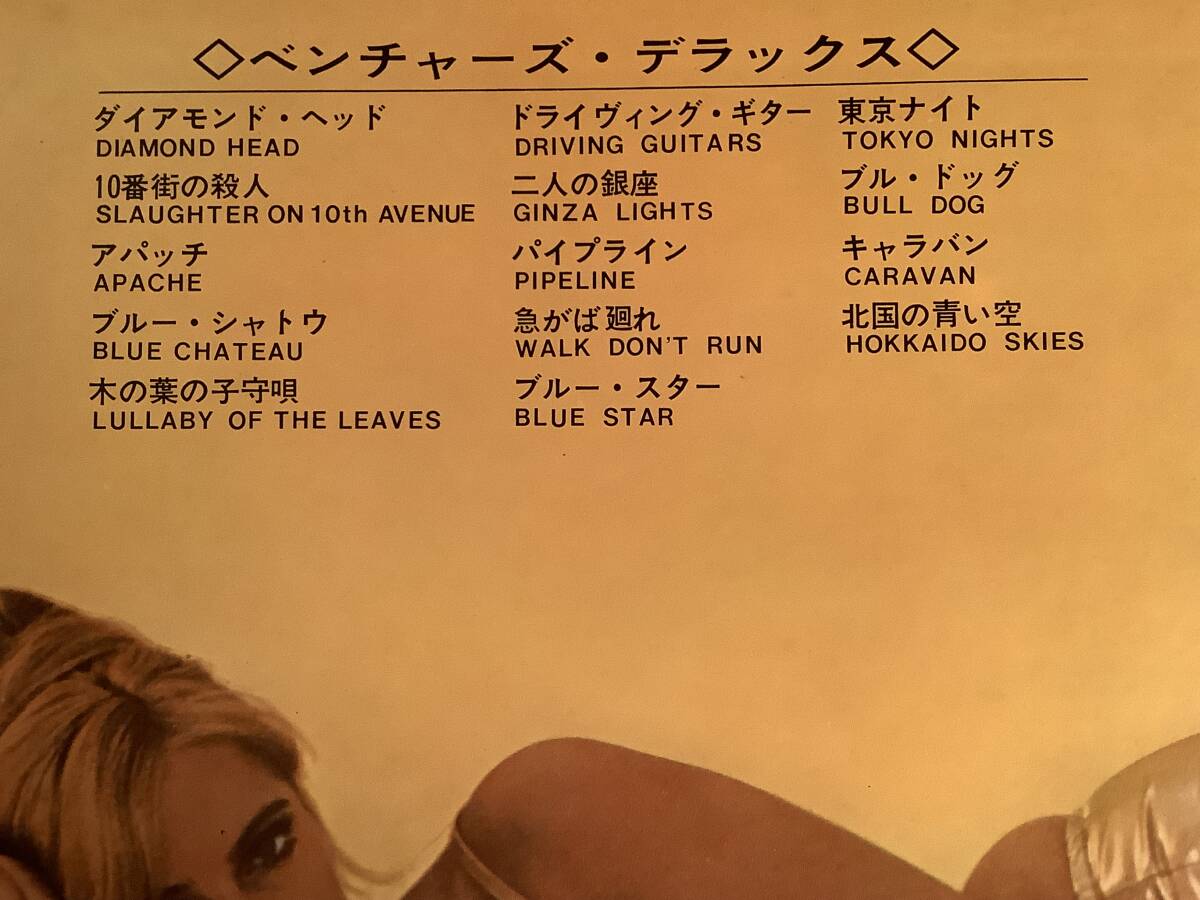 ◇ベンチャーズ・デラックス◇
ダイアモンド・ヘッド
DIAMOND HEAD
10番街の殺人
SLAUGHTER ON 10th AVENUE
アパッチ
APACHE
ブルー・シャトウ
BLUE CHATEAU
木の葉の子守唄
LULLABY OF THE LEAVES
ドライヴィング・ギター
DRIVING GUITARS
二人の銀座
GINZA LIGHTS
パイプライン
PIPELINE
急がば廻れ
WALK DON'T RUN
ブルー・スター
BLUE STAR
東京ナイト
TOKYO NIGHTS
ブル・ドッグ
BULL DOG
キャラバン
CARAVAN
北国の青い空
HOKKAIDO SKIES